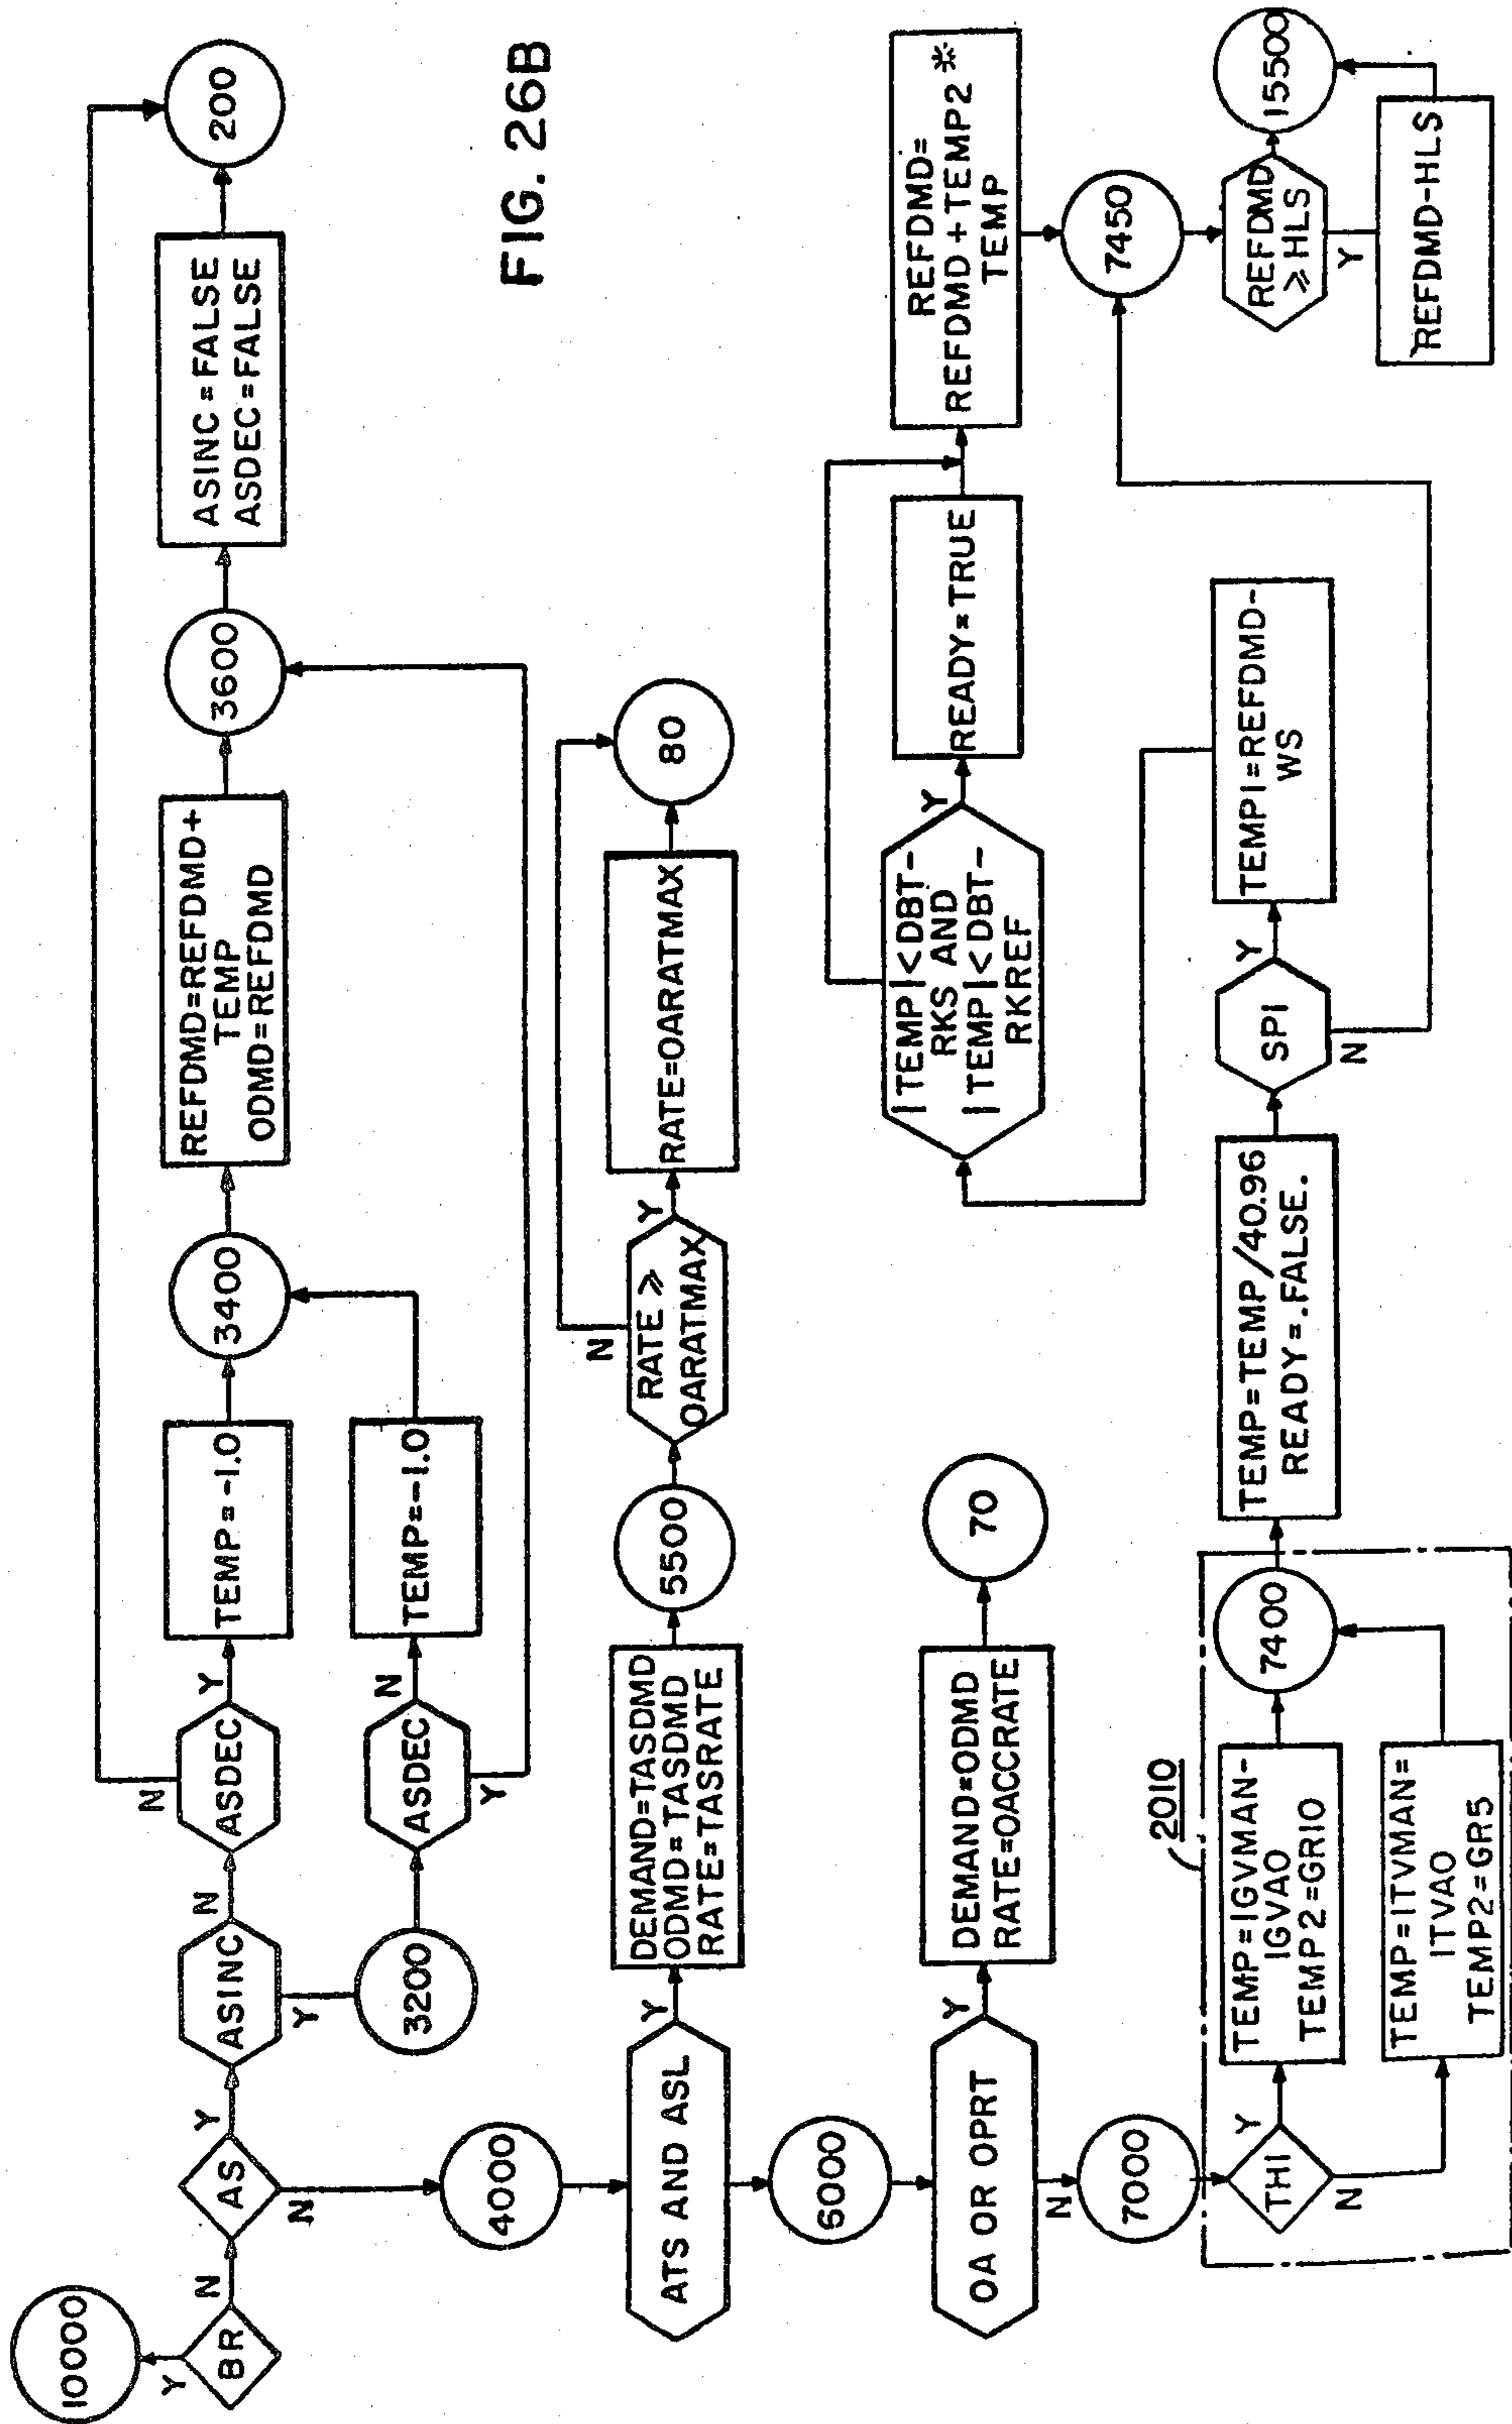 FIG. 26B
10000
Y
BR
N
AS
Y
N
ASINC
N
Y
3200
ASDEC
N
Y
TEMP=-1.0
ASDEC
N
Y
TEMP=-1.0
3400
REFDMD=REFDMD+
TEMP
ODMD=REFDMD
3600
ASINC=FALSE
ASDEC=FALSE
200
4000
ATS AND ASL
Y
DEMAND=TASDMD
ODMD=TASDMD
RATE=TASRATE
5500
RATE ≥
OARATMAX
N
Y
RATE=OARATMAX
80
6000
OA OR OPRT
Y
N
DEMAND=ODMD
RATE=OACCRATE
70
7000
2010
THI
Y
N
TEMP=IGVMAN-
IGVAO
TEMP2=GR10
TEMP=ITVMAN=
ITVAO
TEMP2=GR5
7400
TEMP=TEMP/40.96
READY=.FALSE.
SPI
Y
N
TEMPI=REFDMD-
WS
|TEMP|<DBT-
RKS AND
|TEMP|<DBT-
RKREF
Y
READY=TRUE
REFDMD=
REFDMD+TEMP2*
TEMP
7450
REFDMD
≥HLS
Y
REFDMD-HLS
15500